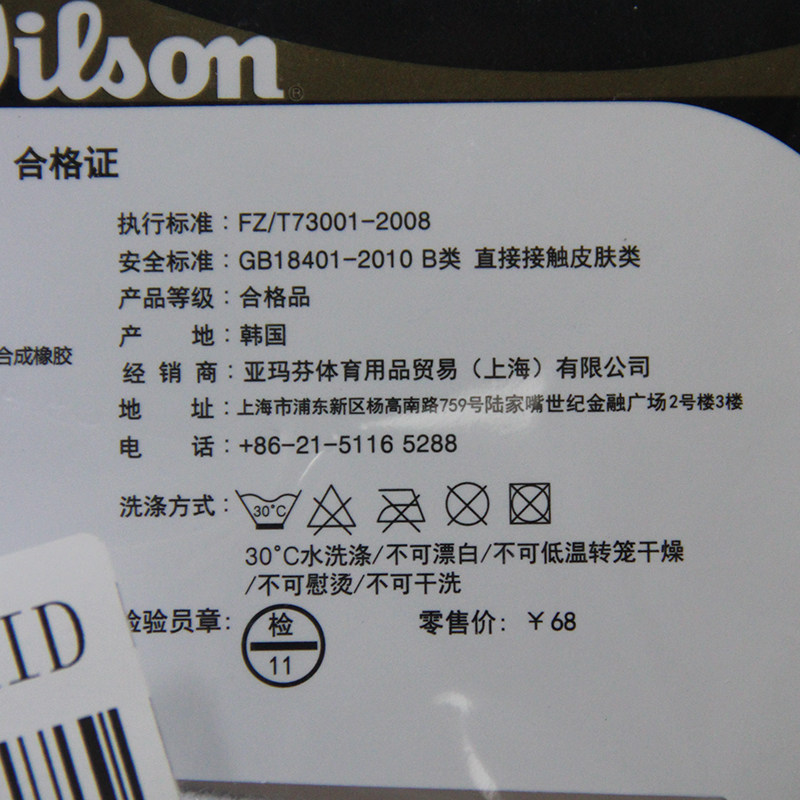 Wilson®
合格证
执行标准：FZ/T73001-2008
安全标准：GB18401-2010 B类 直接接触皮肤类
产品等级：合格品
产 地：韩国
合成橡胶
经 销 商：亚玛芬体育用品贸易（上海）有限公司
地 址：上海市浦东新区杨高南路759号陆家嘴世纪金融广场2号楼3楼
电 话：+86-21-5116 5288
洗涤方式：30°C
30°C水洗涤/不可漂白/不可低温转笼干燥
/不可熨烫/不可干洗
检验员章：检 11 零售价：￥68
ID